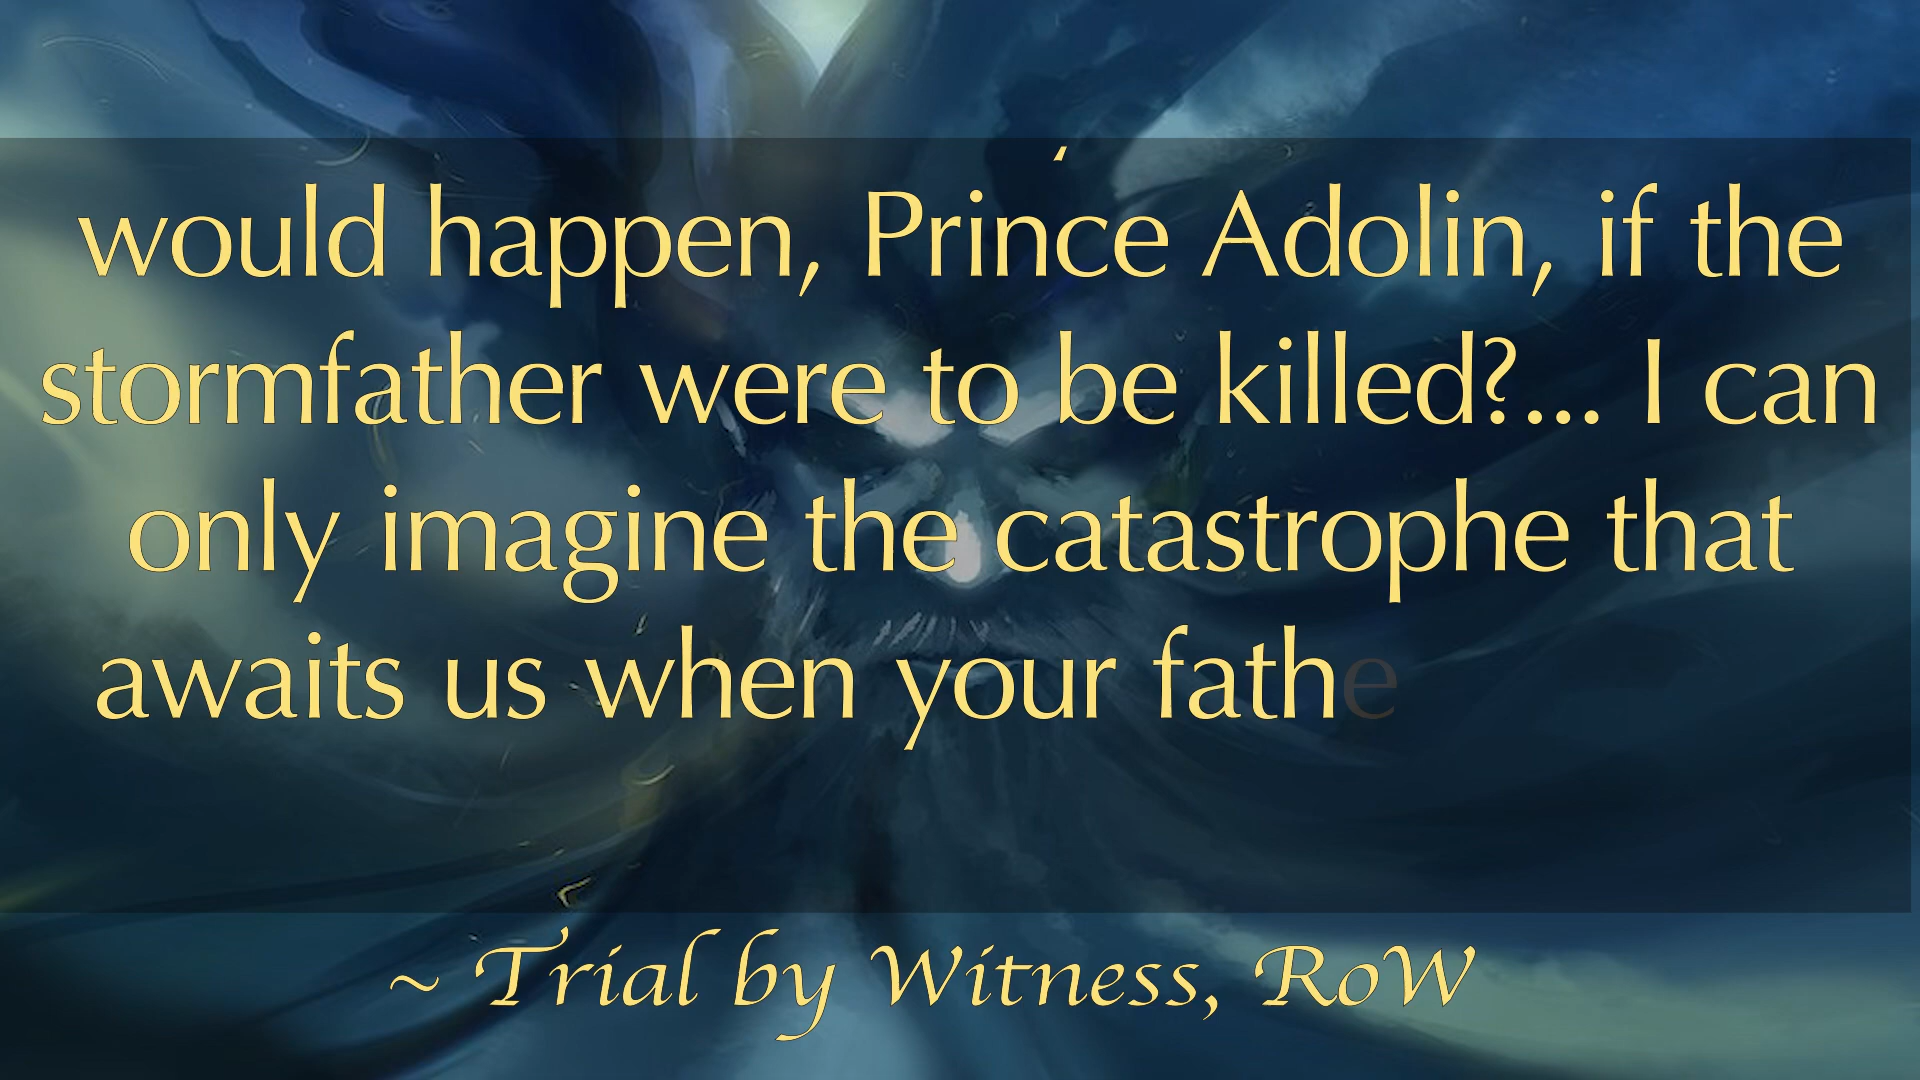 would happen, Prince Adolin, if the
stormfather were to be killed?... I can
only imagine the catastrophe that
awaits us when your fathe
~ Trial by Witness, RoW